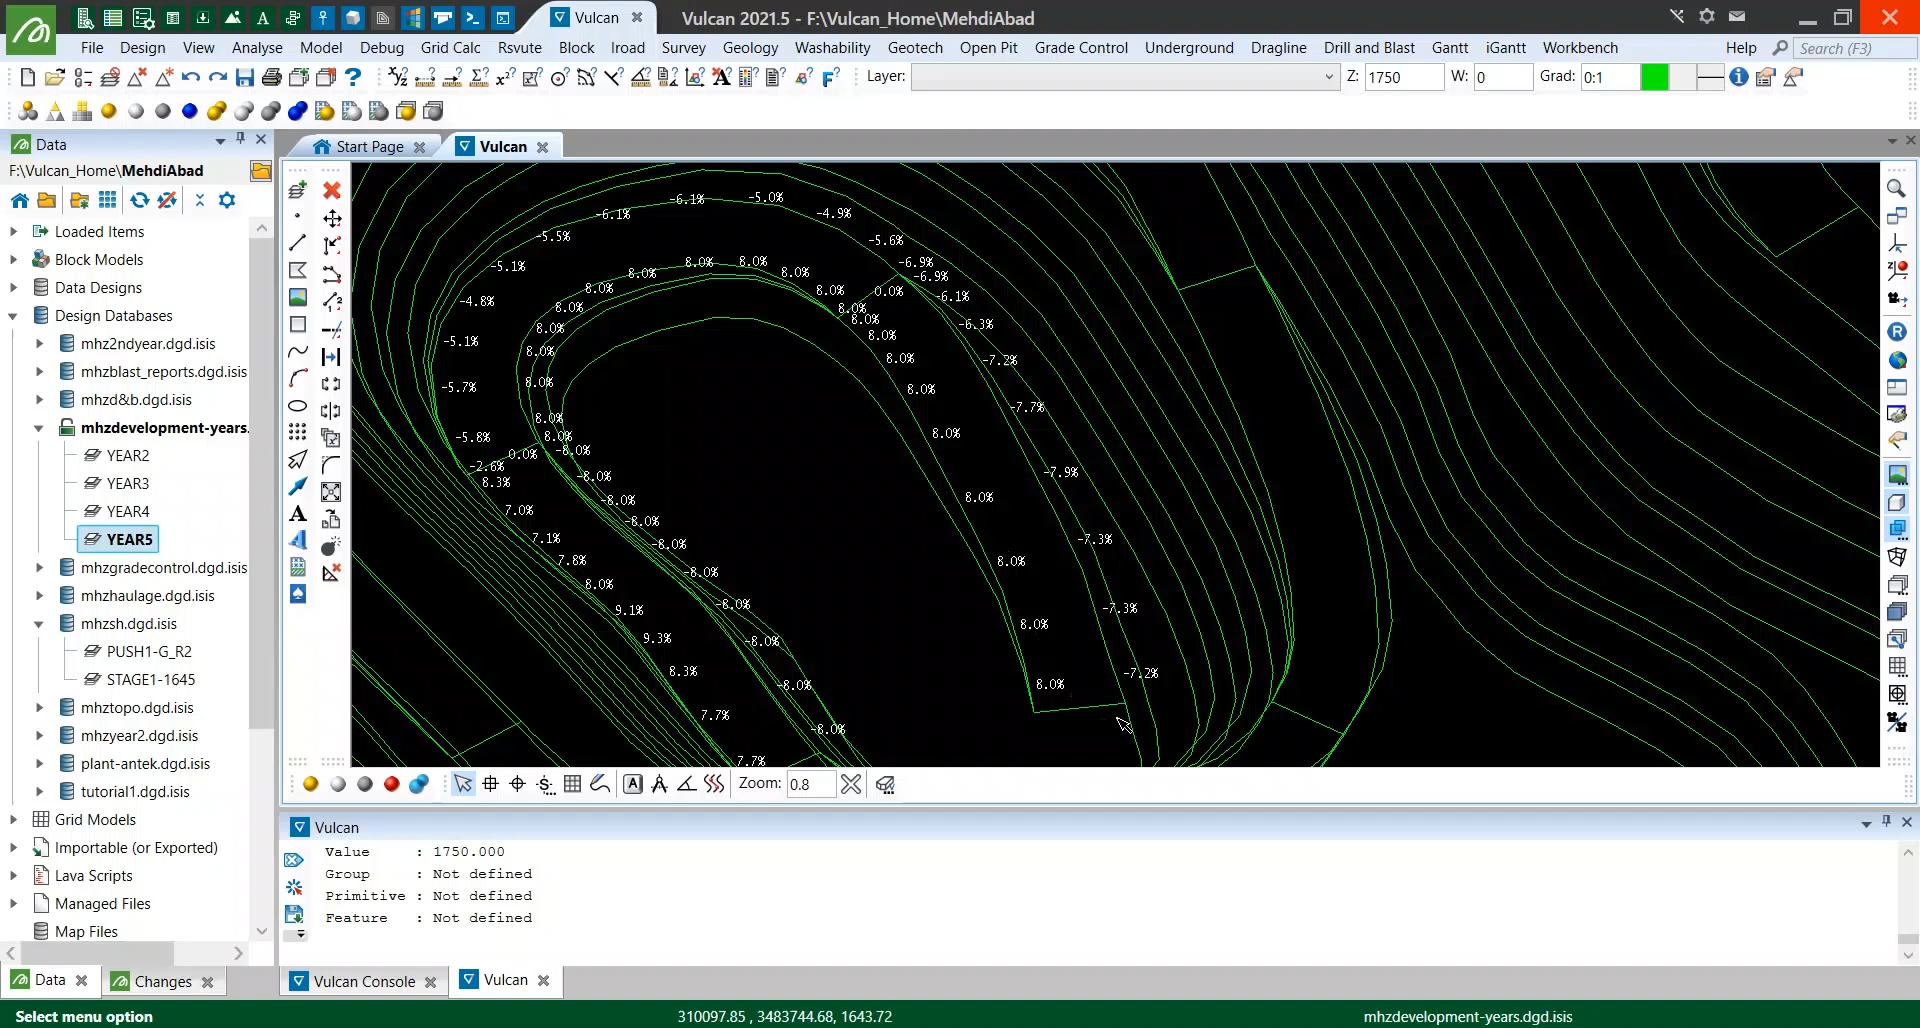 Vulcan
Vulcan 2021.5 - F:\Vulcan_Home\MehdiAbad
File Design View Analyse Model Debug Grid Calc Rsvute Block Iroad Survey Geology Washability Geotech Open Pit Grade Control Underground Dragline Drill and Blast Gantt iGantt Workbench Help Search (F3)
Layer: Z: 1750 W: 0 Grad: 0:1
Data
Start Page Vulcan
F:\Vulcan_Home\MehdiAbad
Loaded Items
Block Models
Data Designs
Design Databases
mhz2ndyear.dgd.isis
mhzblast_reports.dgd.isis
mhzd&b.dgd.isis
mhzdevelopment-years.
YEAR2
YEAR3
YEAR4
YEAR5
mhzgradecontrol.dgd.isis
mhzhaulage.dgd.isis
mhzsh.dgd.isis
PUSH1-G_R2
STAGE1-1645
mhztopo.dgd.isis
mhzyear2.dgd.isis
plant-antek.dgd.isis
tutorial1.dgd.isis
Grid Models
Importable (or Exported)
Lava Scripts
Managed Files
Map Files
Data Changes
-6.1% -5.0%
-6.1% -4.9%
-5.5% -5.6%
-5.1% 8.0% 8.0% 8.0% 8.0% -6.9%
8.0% -6.9%
-4.8% 8.0% 8.0% 0.0% -6.1%
8.0% 8.0%
8.0% 8.0% -6.3%
-5.1% 8.0% 8.0%
8.0% -7.2%
-5.7% 8.0% 8.0%
8.0% -7.7%
-5.8% 8.0% 8.0%
-2.6% 0.0% -8.0%
8.3% -8.0% -7.9%
7.0% -8.0% 8.0%
7.1% -8.0%
7.8% -8.0% -7.3%
8.0% -8.0% 8.0%
9.1% -8.0% -7.3%
9.3% -8.0% 8.0%
8.3% -8.0% 8.0% -7.2%
7.7% -8.0%
7.7%
Zoom: 0.8
Vulcan
Value : 1750.000
Group : Not defined
Primitive : Not defined
Feature : Not defined
Vulcan Console Vulcan
Select menu option 310097.85 , 3483744.68, 1643.72 mhzdevelopment-years.dgd.isis